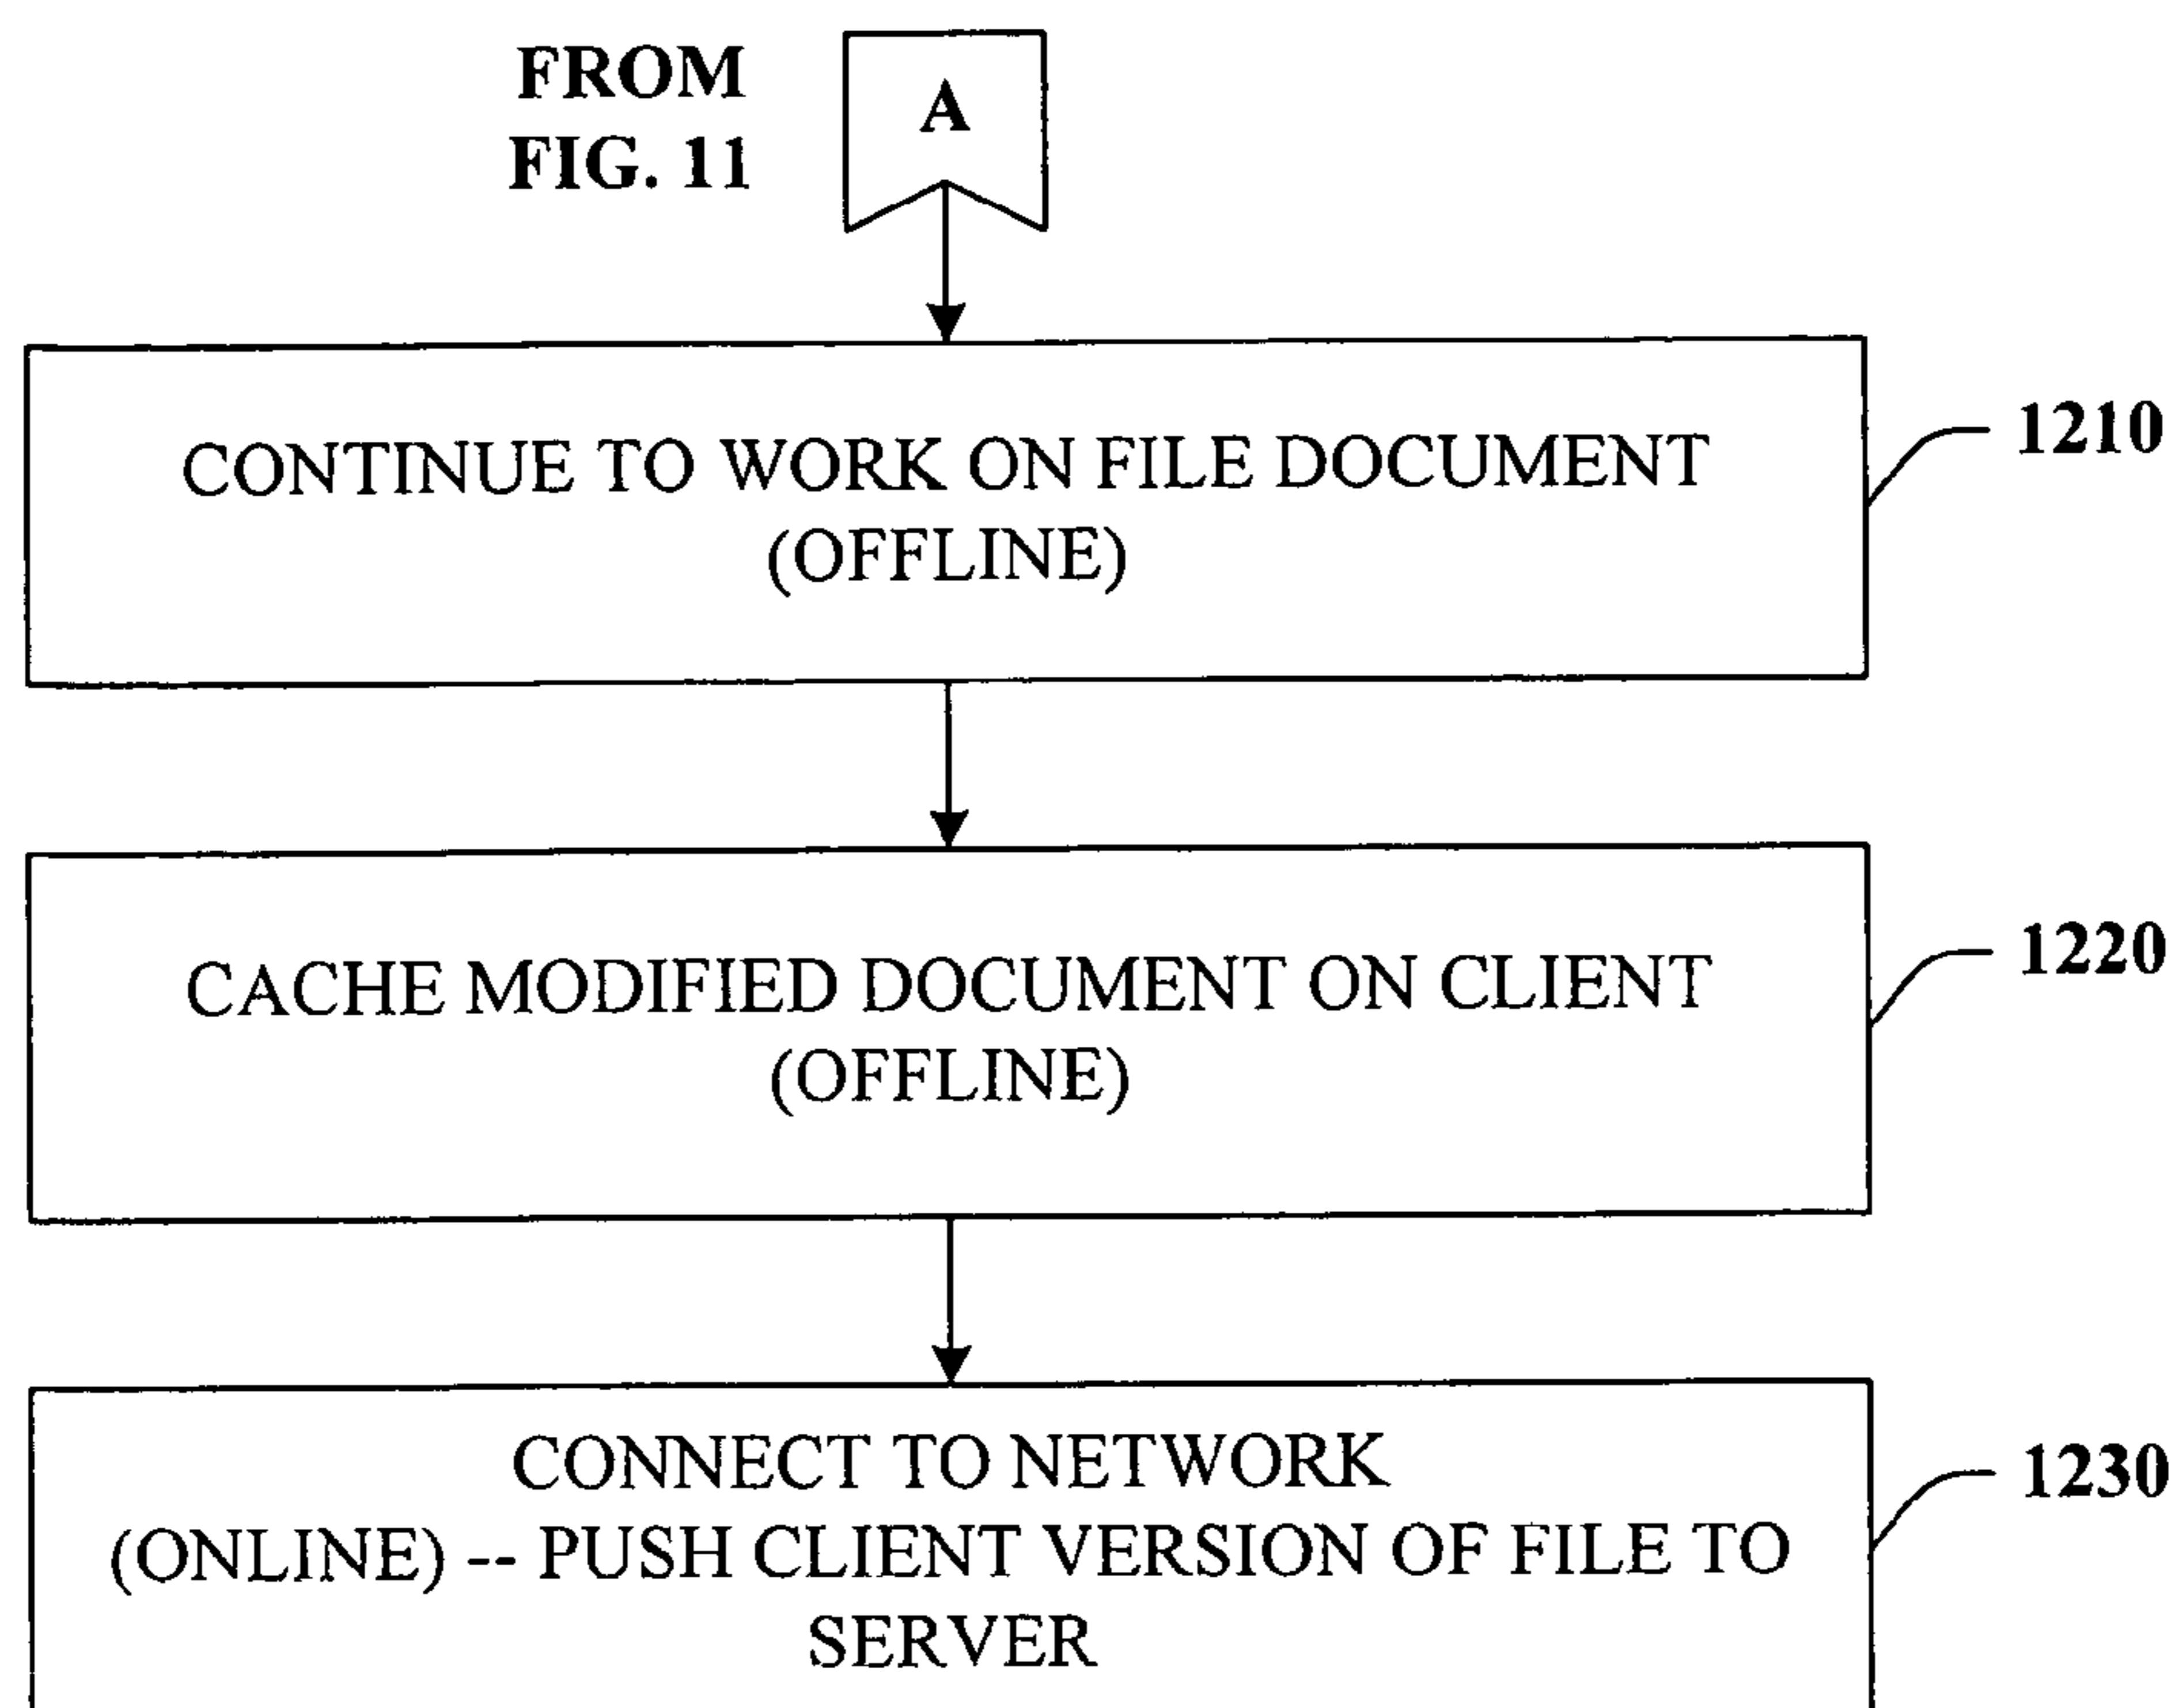 FROM
FIG. 11
A
CONTINUE TO WORK ON FILE DOCUMENT
(OFFLINE)
1210
CACHE MODIFIED DOCUMENT ON CLIENT
(OFFLINE)
1220
CONNECT TO NETWORK
(ONLINE) -- PUSH CLIENT VERSION OF FILE TO
SERVER
1230